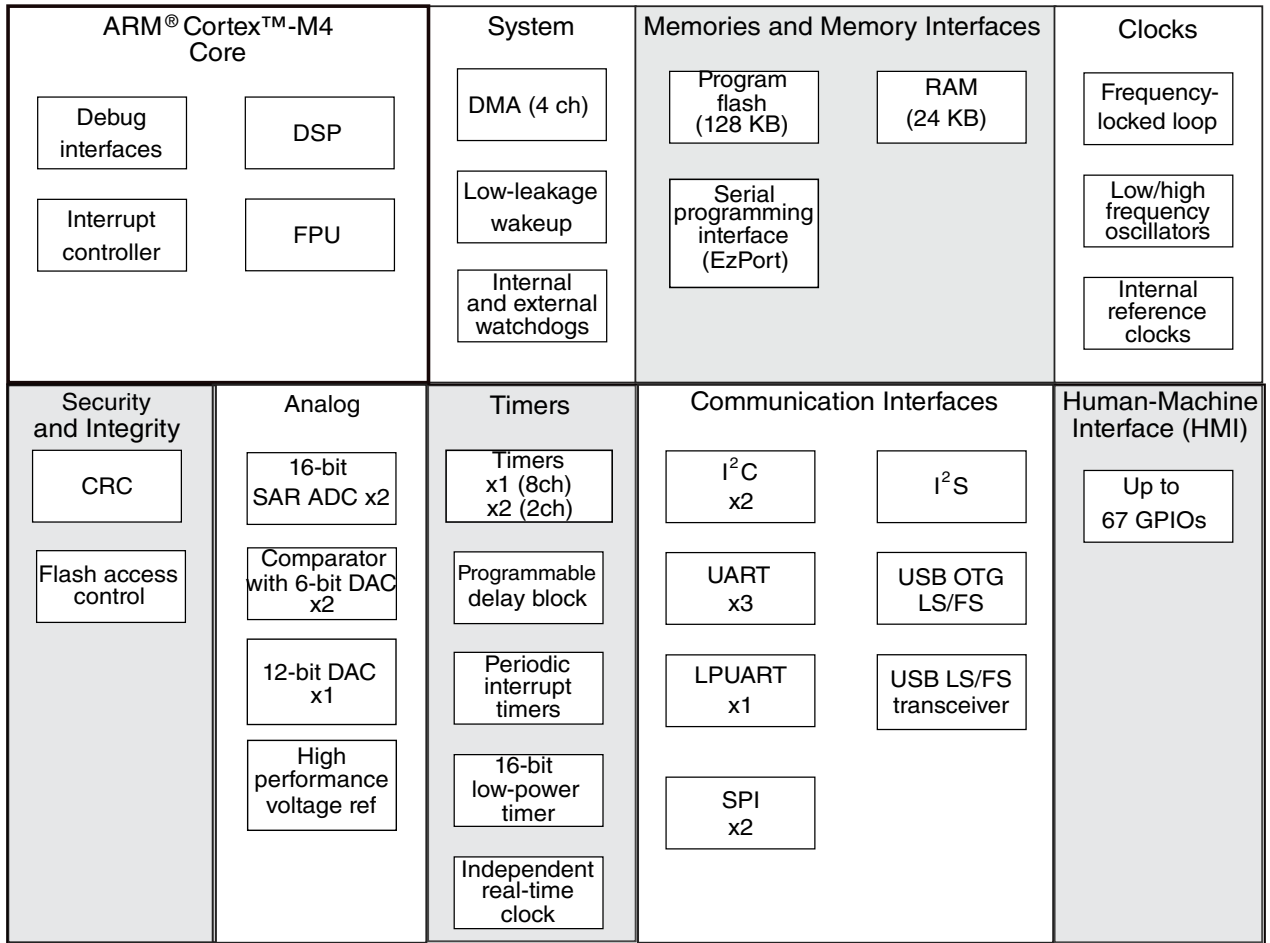 ARM® Cortex™-M4
Core
Debug
interfaces
DSP
Interrupt
controller
FPU
System
DMA (4 ch)
Low-leakage
wakeup
Internal
and external
watchdogs
Memories and Memory Interfaces
Program
flash
(128 KB)
RAM
(24 KB)
Serial
programming
interface
(EzPort)
Clocks
Frequency-
locked loop
Low/high
frequency
oscillators
Internal
reference
clocks
Security
and Integrity
CRC
Flash access
control
Analog
16-bit
SAR ADC x2
Comparator
with 6-bit DAC
x2
12-bit DAC
x1
High
performance
voltage ref
Timers
Timers
x1 (8ch)
x2 (2ch)
Programmable
delay block
Periodic
interrupt
timers
16-bit
low-power
timer
Independent
real-time
clock
Communication Interfaces
I²C
x2
I²S
UART
x3
USB OTG
LS/FS
LPUART
x1
USB LS/FS
transceiver
SPI
x2
Human-Machine
Interface (HMI)
Up to
67 GPIOs